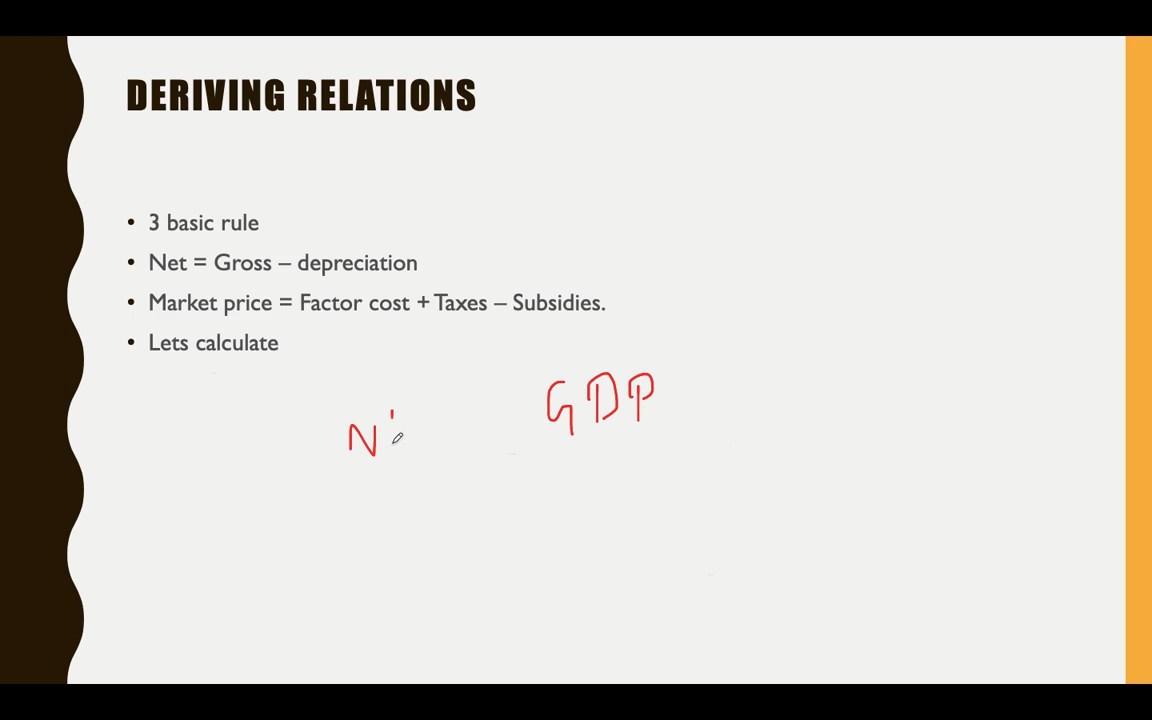 DERIVING RELATIONS
• 3 basic rule
• Net = Gross – depreciation
• Market price = Factor cost + Taxes – Subsidies.
• Lets calculate
GDP
N